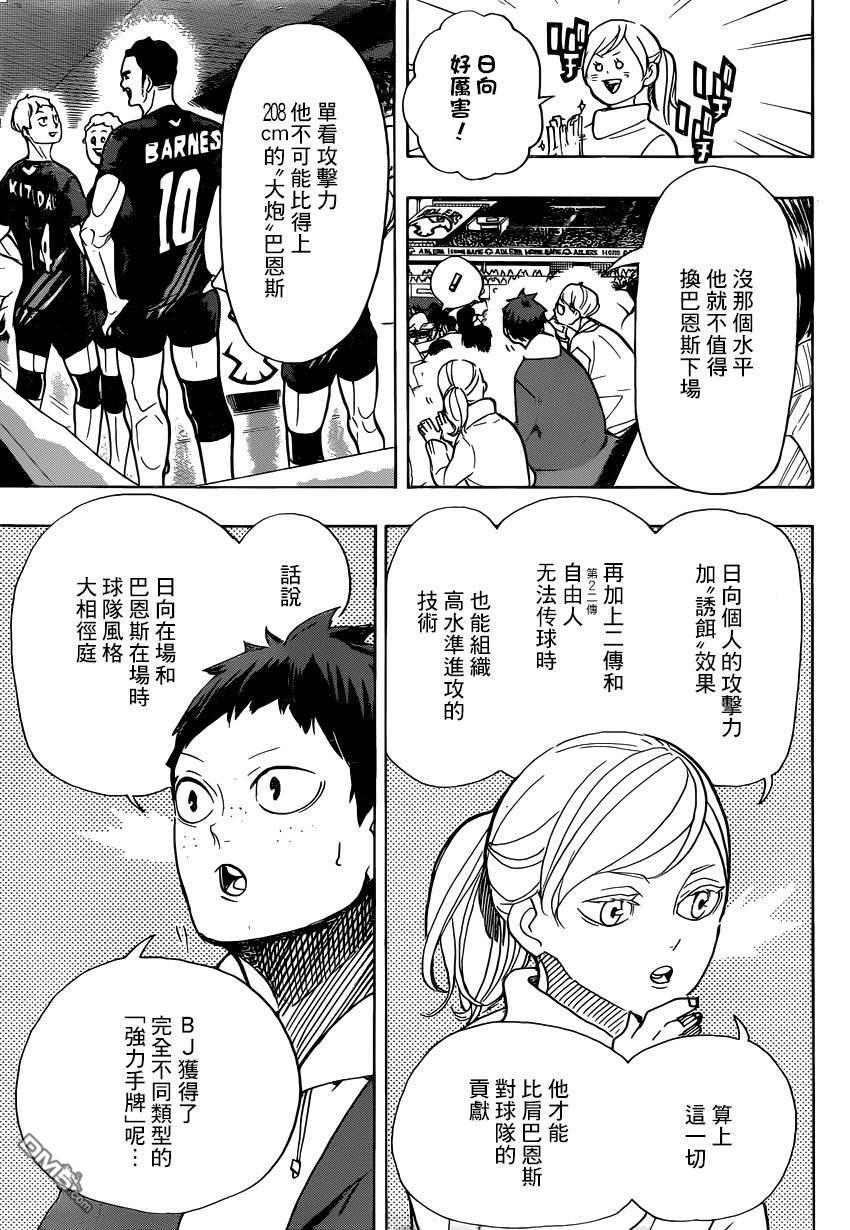 日向
好厲害！
沒那個水平
他就不值得
換巴恩斯下場
ADLERS HOME GAME
單看攻擊力
他不可能比得上
208
cm的〝大炮〞巴恩斯
BARNES
10
日向個人的攻擊力
加〝誘餌〞效果
再加上二傳和
自由人
第2二傳
无法传球時
也能組織
高水準進攻的
技術
算上
這一切
他才能
比肩巴恩斯
對球隊的
貢獻
話說
日向在場和
巴恩斯在場時
球隊風格
大相徑庭
BJ獲得了
完全不同類型的
「強力手牌」呢…